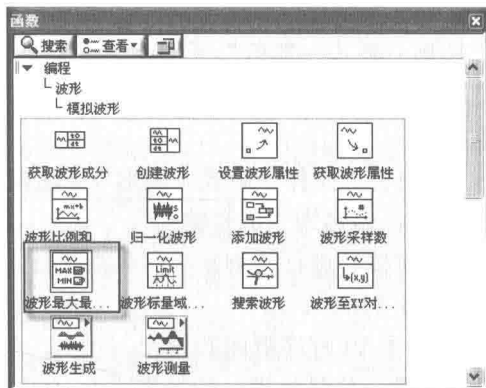 函数
搜索 查看
编程
波形
模拟波形
获取波形成分 创建波形 设置波形属性 获取波形属性
波形比例和 归一化波形 添加波形 波形采样数
波形最大最... 波形标量域... 搜索波形 波形至XY对...
波形生成 波形测量